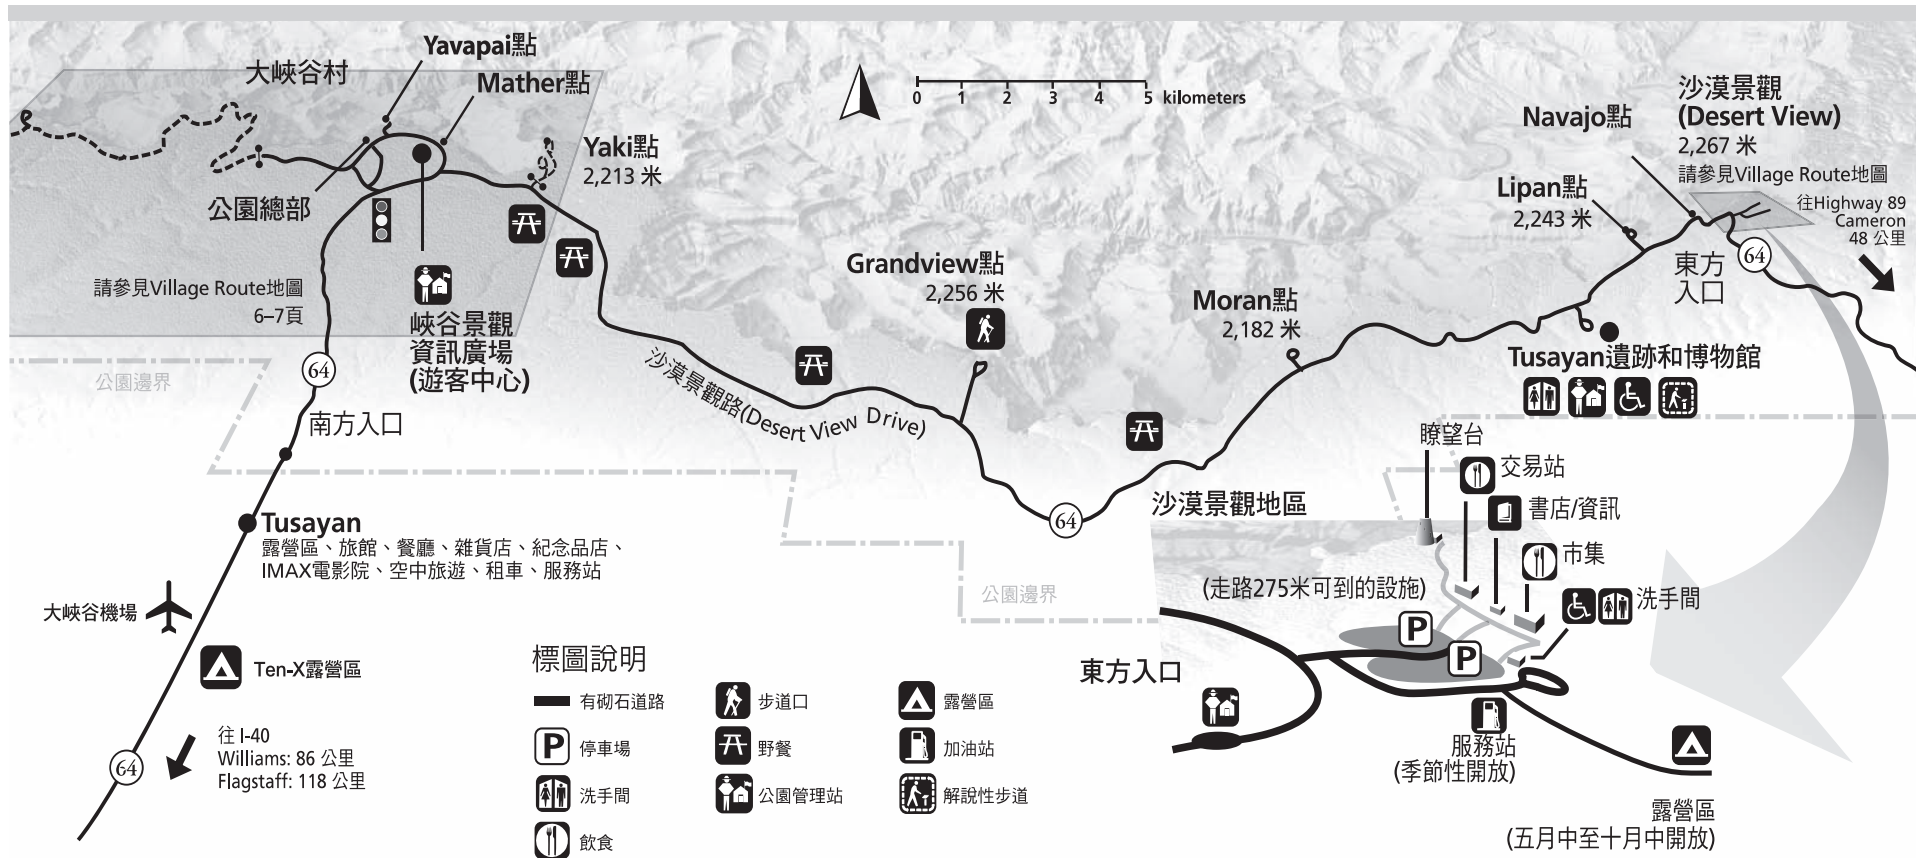 大峽谷村
Yavapai點
Mather點
Yaki點
2,213 米
公園總部
請參見Village Route地圖
6–7頁
峽谷景觀
資訊廣場
(遊客中心)
64
公園邊界
南方入口
Tusayan
露營區、旅館、餐廳、雜貨店、紀念品店、
IMAX電影院、空中旅遊、租車、服務站
大峽谷機場
Ten-X露營區
往 I-40
Williams: 86 公里
Flagstaff: 118 公里
64
0 1 2 3 4 5 kilometers
沙漠景觀路(Desert View Drive)
Grandview點
2,256 米
64
Moran點
2,182 米
公園邊界
Navajo點
Lipan點
2,243 米
沙漠景觀
(Desert View)
2,267 米
請參見Village Route地圖
往Highway 89
Cameron
48 公里
64
東方
入口
Tusayan遺跡和博物館
沙漠景觀地區
瞭望台
交易站
書店/資訊
市集
洗手間
(走路275米可到的設施)
P
P
東方入口
服務站
(季節性開放)
露營區
(五月中至十月中開放)
標圖說明
有砌石道路
P 停車場
洗手間
飲食
步道口
野餐
公園管理站
露營區
加油站
解說性步道